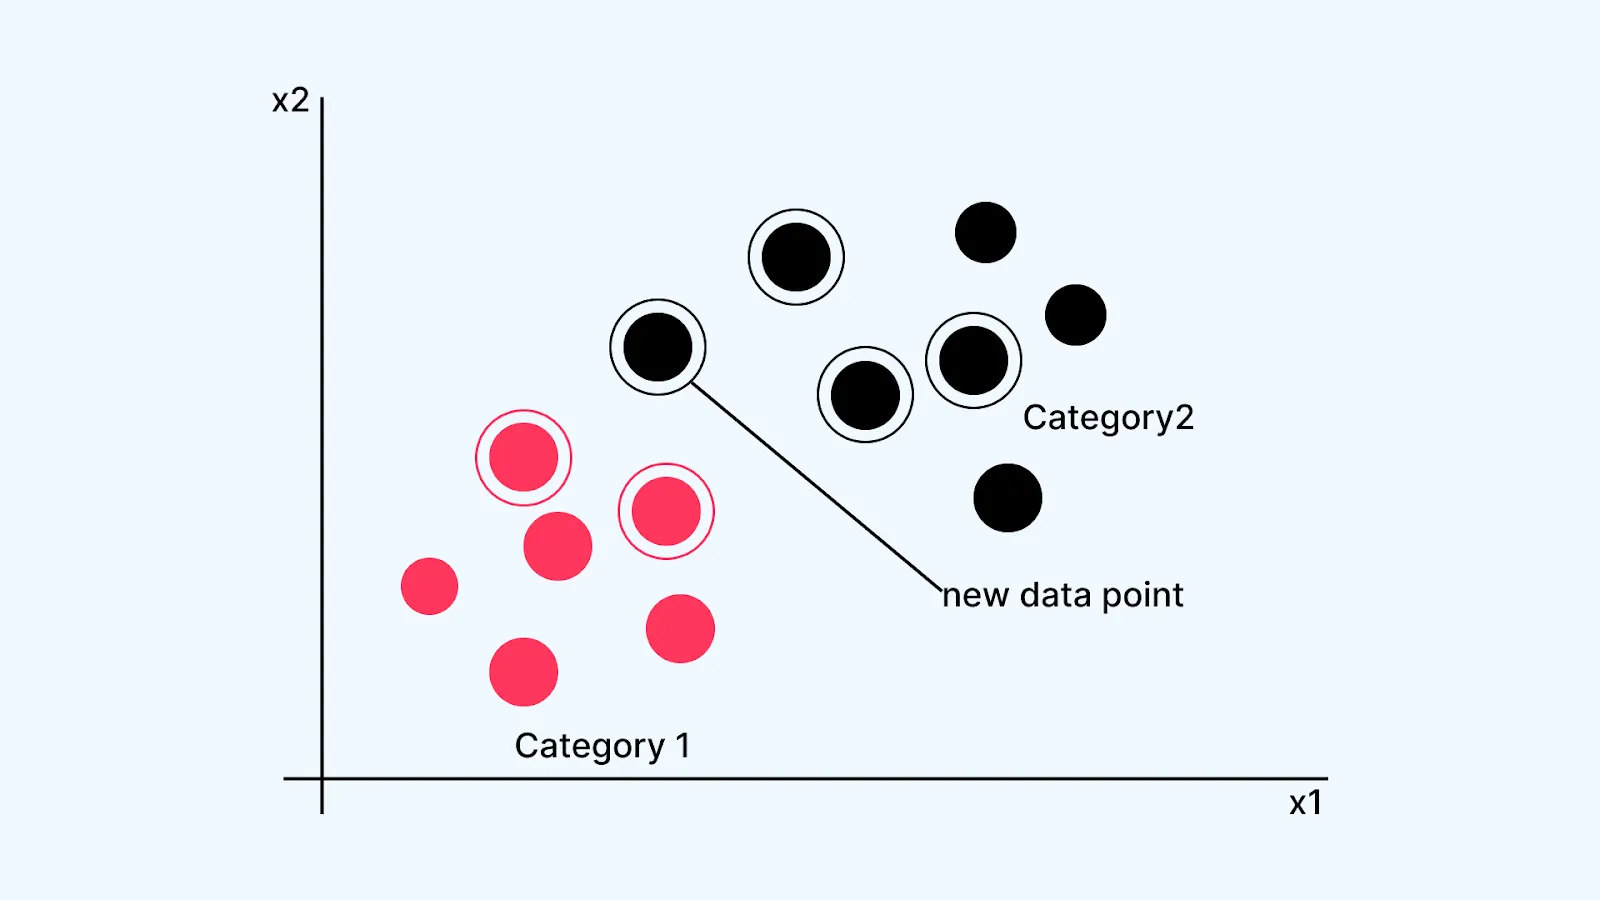 x2
Category2
new data point
Category 1
x1